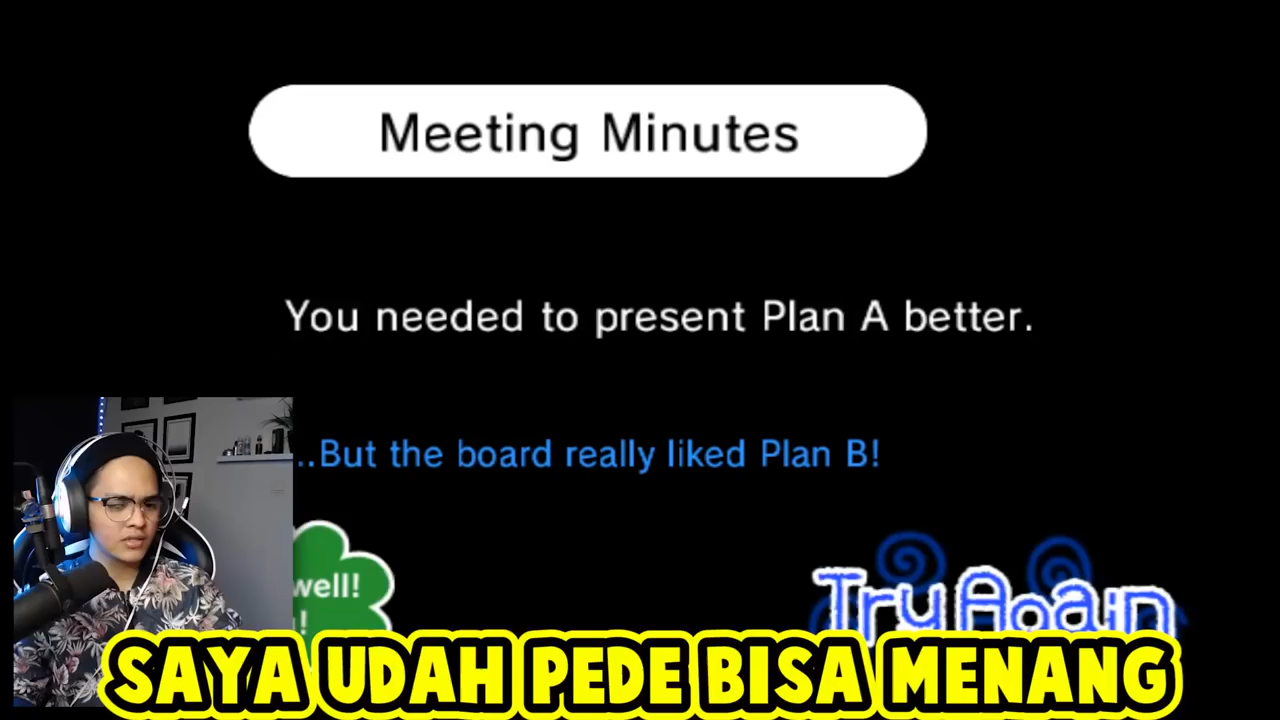 Meeting Minutes
You needed to present Plan A better.
..But the board really liked Plan B!
well!
!
Try Again
SAYA UDAH PEDE BISA MENANG